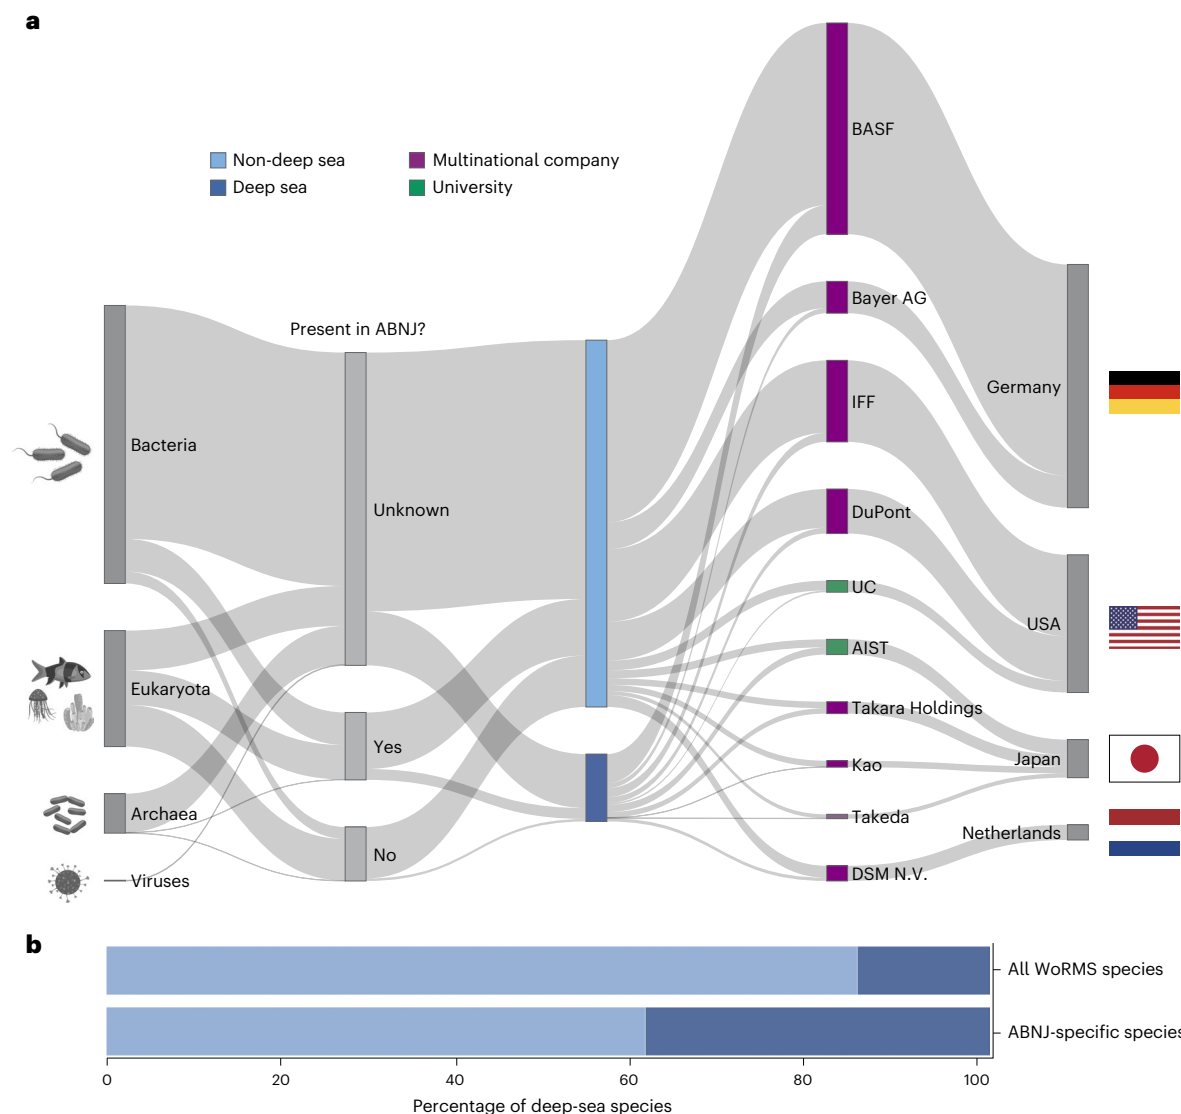 a
Non-deep sea
Deep sea
Multinational company
University
Present in ABNJ?
Bacteria
Eukaryota
Archaea
Viruses
Unknown
Yes
No
BASF
Bayer AG
IFF
DuPont
UC
AIST
Takara Holdings
Kao
Takeda
DSM N.V.
Germany
USA
Japan
Netherlands
b
All WoRMS species
ABNJ-specific species
0 20 40 60 80 100
Percentage of deep-sea species